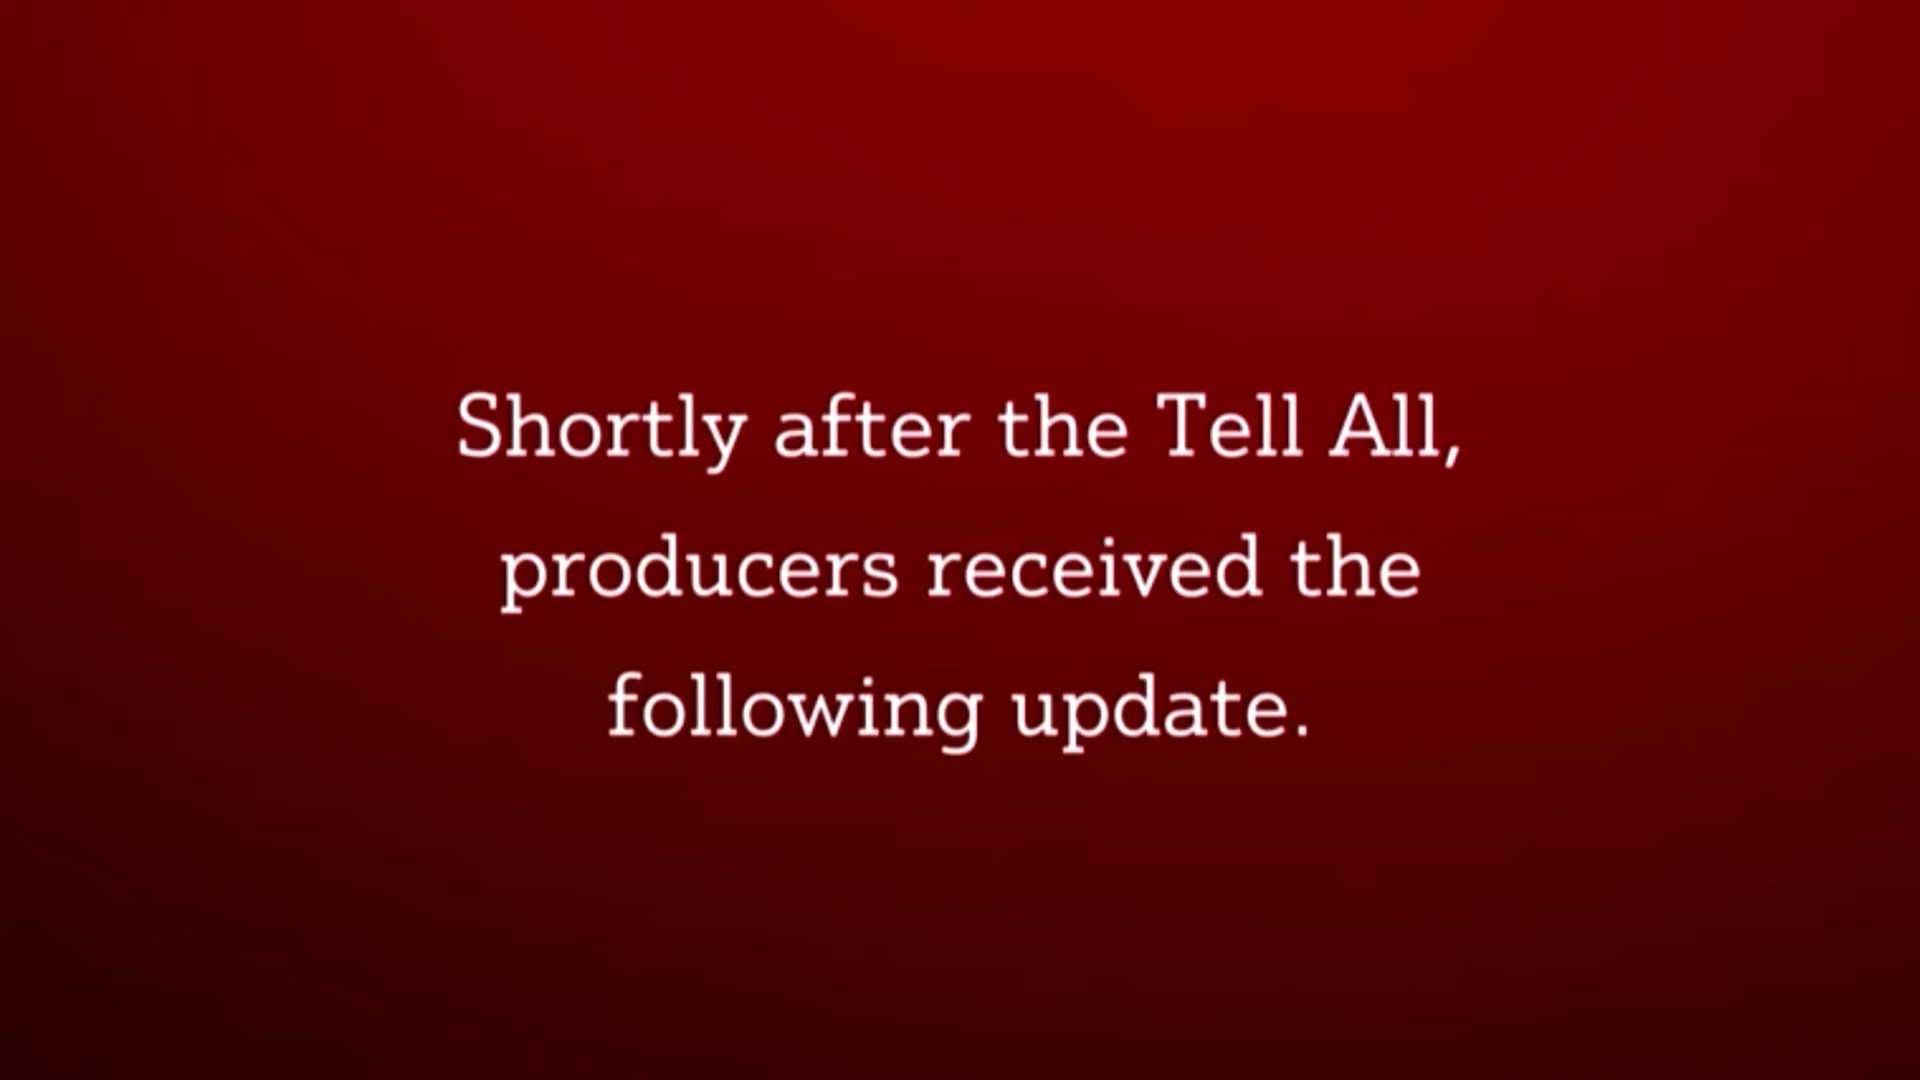 Shortly after the Tell All,
producers received the
following update.